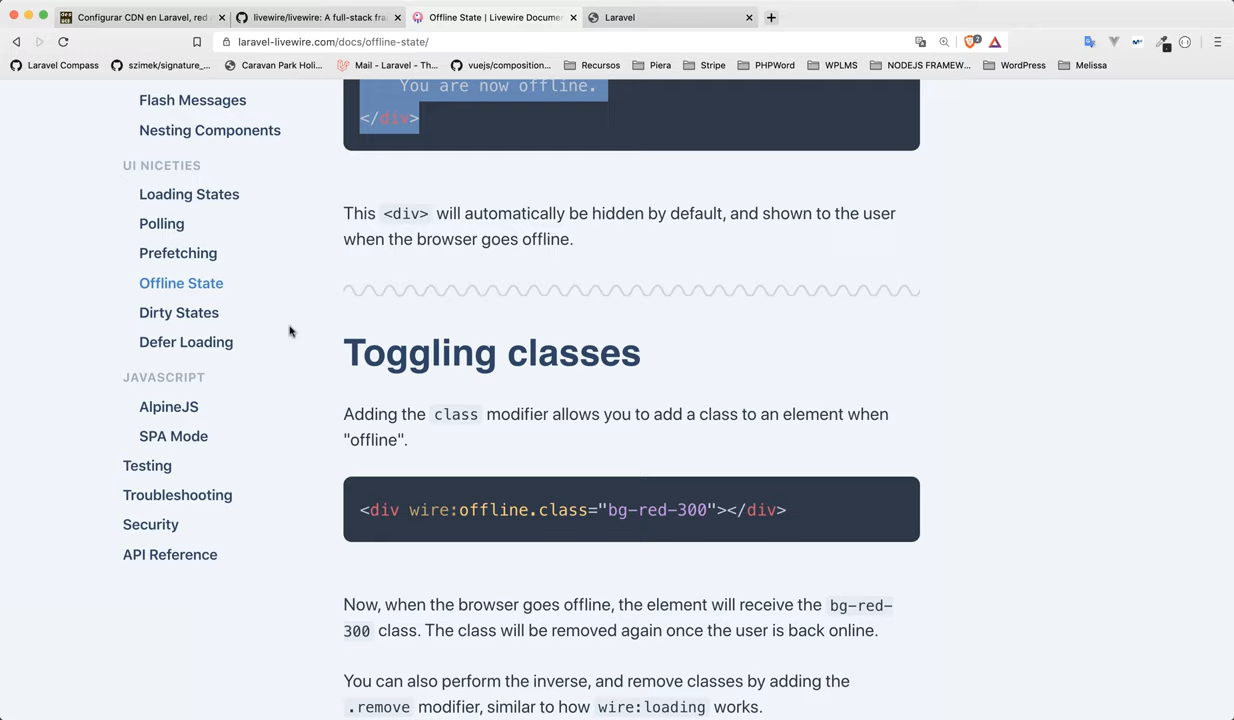 Configurar CDN en Laravel, red
livewire/livewire: A full-stack fra
Offline State | Livewire Docume
Laravel
laravel-livewire.com/docs/offline-state/
2
Laravel Compass
szimek/signature_...
Caravan Park Holi...
Mail - Laravel - Th...
vuejs/composition...
Recursos
Piera
Stripe
PHPWord
WPLMS
NODEJS FRAMEW...
WordPress
Melissa
Flash Messages
Nesting Components
UI NICETIES
Loading States
Polling
Prefetching
Offline State
Dirty States
Defer Loading
JAVASCRIPT
AlpineJS
SPA Mode
Testing
Troubleshooting
Security
API Reference
You are now offline.
</div>
This <div> will automatically be hidden by default, and shown to the user
when the browser goes offline.
Toggling classes
Adding the class modifier allows you to add a class to an element when
"offline".
<div wire:offline.class="bg-red-300"></div>
Now, when the browser goes offline, the element will receive the bg-red-
300 class. The class will be removed again once the user is back online.
You can also perform the inverse, and remove classes by adding the
.remove modifier, similar to how wire:loading works.